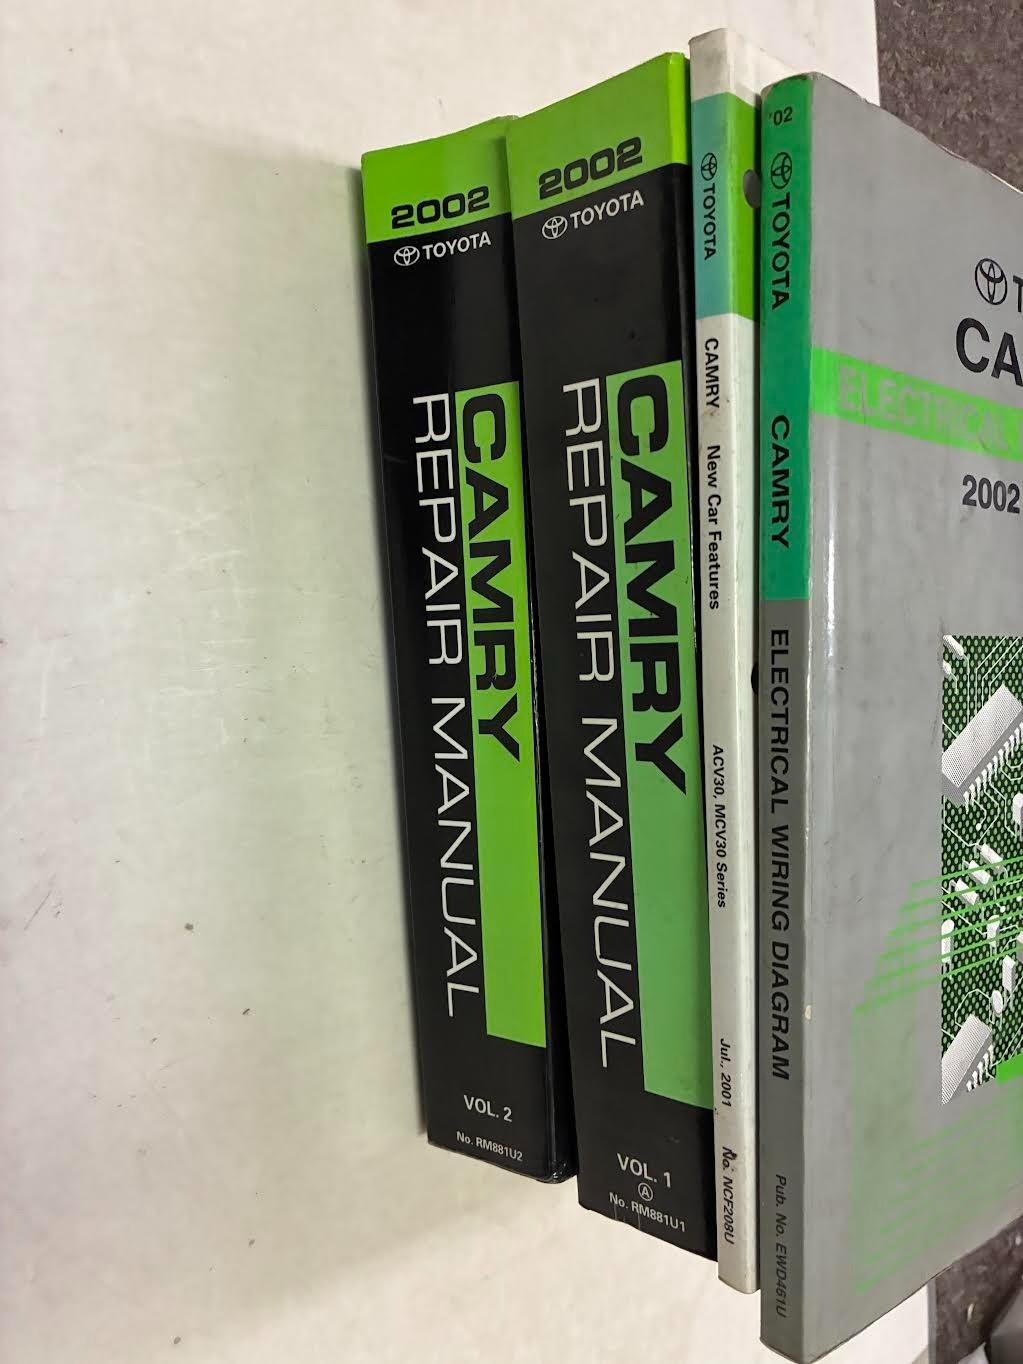 2002
TOYOTA
CAMRY
REPAIR MANUAL
VOL. 2
No. RM881U2
2002
TOYOTA
CAMRY
REPAIR MANUAL
VOL. 1
A
No. RM881U1
TOYOTA
CAMRY New Car Features ACV30, MCV30 Series Jul., 2001 No. NCF208U
'02
TOYOTA CAMRY ELECTRICAL WIRING DIAGRAM Pub. No. EWD461U
T
CA
ELECTRICAL
2002